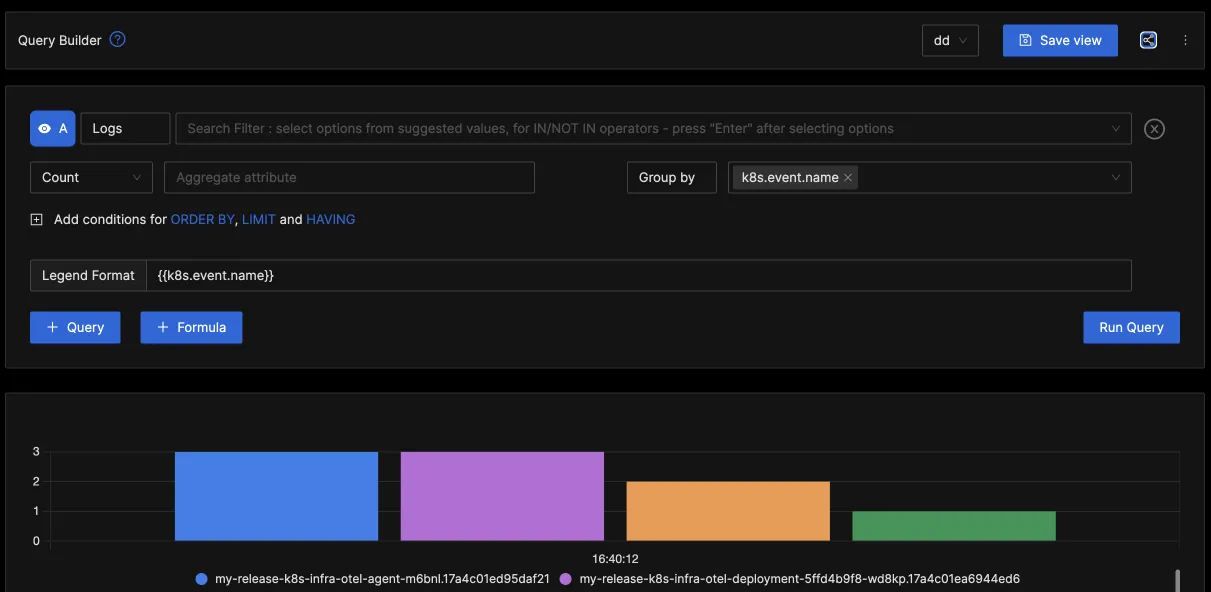 Query Builder ? dd Save view
A Logs Search Filter : select options from suggested values, for IN/NOT IN operators - press "Enter" after selecting options
Count Aggregate attribute Group by k8s.event.name
Add conditions for ORDER BY, LIMIT and HAVING
Legend Format {{k8s.event.name}}
+ Query + Formula Run Query
3
2
1
0
16:40:12
my-release-k8s-infra-otel-agent-m6bnl.17a4c01ed95daf21 my-release-k8s-infra-otel-deployment-5ffd4b9f8-wd8kp.17a4c01ea6944ed6